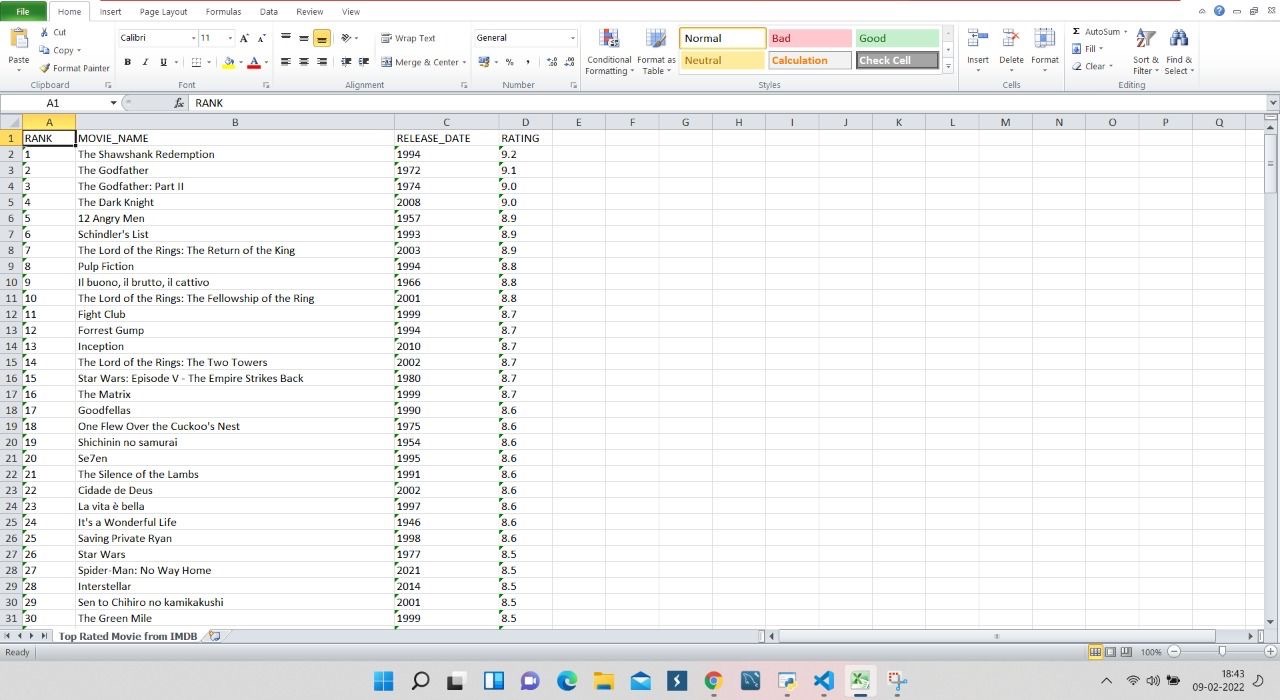 File Home Insert Page Layout Formulas Data Review View
Cut
Calibri 11 A A Wrap Text General Normal Bad Good AutoSum
Copy Fill
Paste Format Painter B I U A Merge & Center % , Conditional Formatting Format as Table Neutral Calculation Check Cell Insert Delete Format Clear Sort & Filter Find & Select
Clipboard Font Alignment Number Styles Cells Editing
A1 fx RANK
A B C D E F G H I J K L M N O P Q
1 RANK MOVIE_NAME RELEASE_DATE RATING
2 1 The Shawshank Redemption 1994 9.2
3 2 The Godfather 1972 9.1
4 3 The Godfather: Part II 1974 9.0
5 4 The Dark Knight 2008 9.0
6 5 12 Angry Men 1957 8.9
7 6 Schindler's List 1993 8.9
8 7 The Lord of the Rings: The Return of the King 2003 8.9
9 8 Pulp Fiction 1994 8.8
10 9 Il buono, il brutto, il cattivo 1966 8.8
11 10 The Lord of the Rings: The Fellowship of the Ring 2001 8.8
12 11 Fight Club 1999 8.7
13 12 Forrest Gump 1994 8.7
14 13 Inception 2010 8.7
15 14 The Lord of the Rings: The Two Towers 2002 8.7
16 15 Star Wars: Episode V - The Empire Strikes Back 1980 8.7
17 16 The Matrix 1999 8.7
18 17 Goodfellas 1990 8.6
19 18 One Flew Over the Cuckoo's Nest 1975 8.6
20 19 Shichinin no samurai 1954 8.6
21 20 Se7en 1995 8.6
22 21 The Silence of the Lambs 1991 8.6
23 22 Cidade de Deus 2002 8.6
24 23 La vita è bella 1997 8.6
25 24 It's a Wonderful Life 1946 8.6
26 25 Saving Private Ryan 1998 8.6
27 26 Star Wars 1977 8.5
28 27 Spider-Man: No Way Home 2021 8.5
29 28 Interstellar 2014 8.5
30 29 Sen to Chihiro no kamikakushi 2001 8.5
31 30 The Green Mile 1999 8.5
Top Rated Movie from IMDB
Ready 100%
18:43
09-02-2022